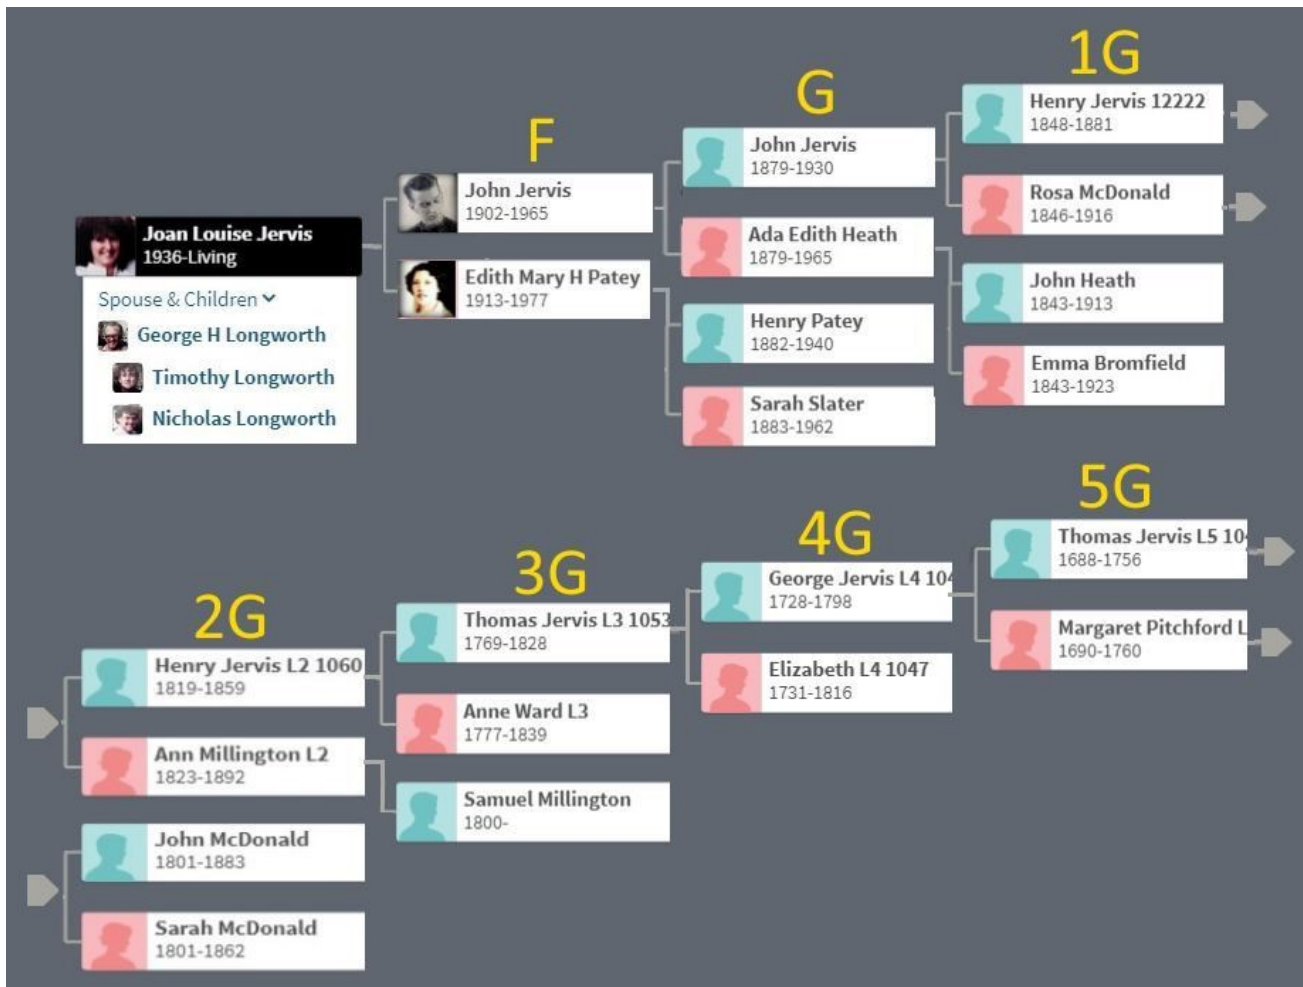 1G
G
F
Henry Jervis 12222
1848-1881
John Jervis
1879-1930
John Jervis
1902-1965
Rosa McDonald
1846-1916
Joan Louise Jervis
1936-Living
Ada Edith Heath
1879-1965
Edith Mary H Patey
1913-1977
John Heath
1843-1913
Spouse & Children
George H Longworth
Timothy Longworth
Nicholas Longworth
Henry Patey
1882-1940
Emma Bromfield
1843-1923
Sarah Slater
1883-1962
5G
4G
3G
2G
Thomas Jervis L5 10
1688-1756
George Jervis L4 10
1728-1798
Thomas Jervis L3 1053
1769-1828
Margaret Pitchford L
1690-1760
Henry Jervis L2 1060
1819-1859
Elizabeth L4 1047
1731-1816
Anne Ward L3
1777-1839
Ann Millington L2
1823-1892
Samuel Millington
1800-
John McDonald
1801-1883
Sarah McDonald
1801-1862